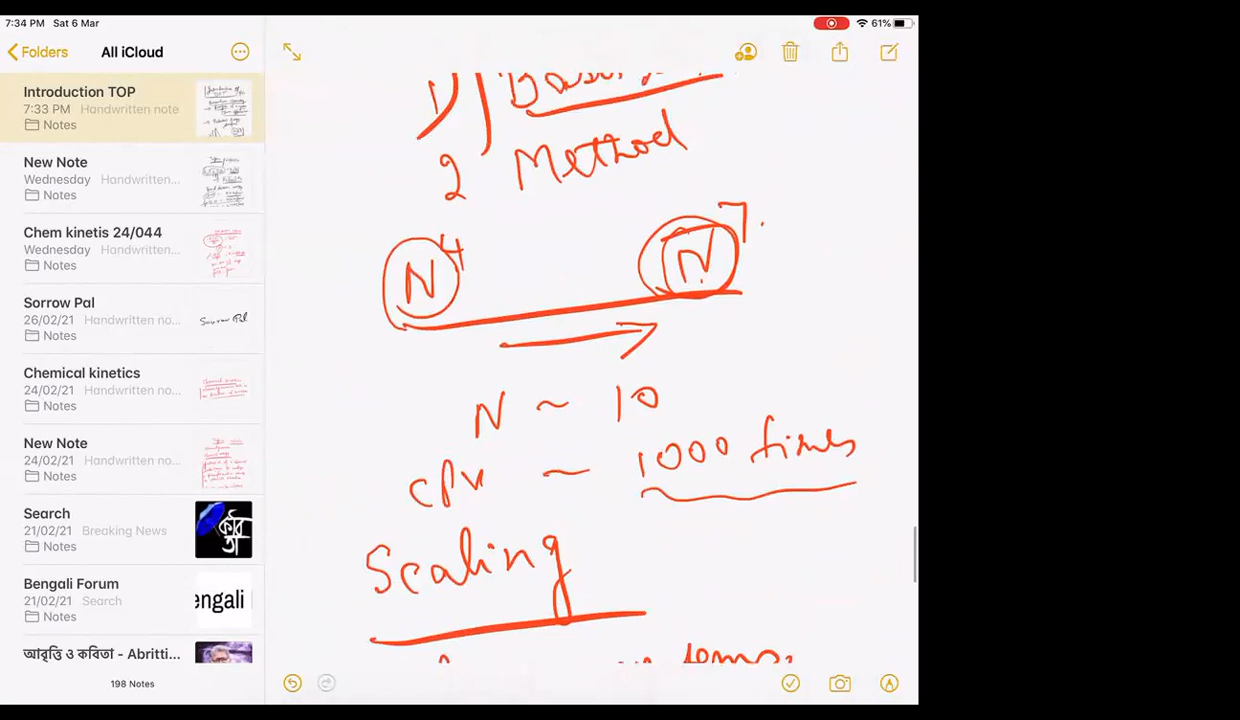 7:34 PM Sat 6 Mar
61%
Folders
All iCloud
Introduction TOP
7:33 PM Handwritten note
Notes
New Note
Wednesday Handwritten...
Notes
Chem kinetis 24/044
Wednesday Handwritten...
Notes
Sorrow Pal
26/02/21 Handwritten no...
Notes
Chemical kinetics
24/02/21 Handwritten no...
Notes
New Note
24/02/21 Handwritten no...
Notes
Search
21/02/21 Breaking News
Notes
কবি
তা
Bengali Forum
21/02/21 Search
Notes
engali
আবৃত্তি ও কবিতা - Abritti...
198 Notes
1)
2 Method
N⁴ N⁷
N ~ 10
CPU ~ 1000 times
Scaling